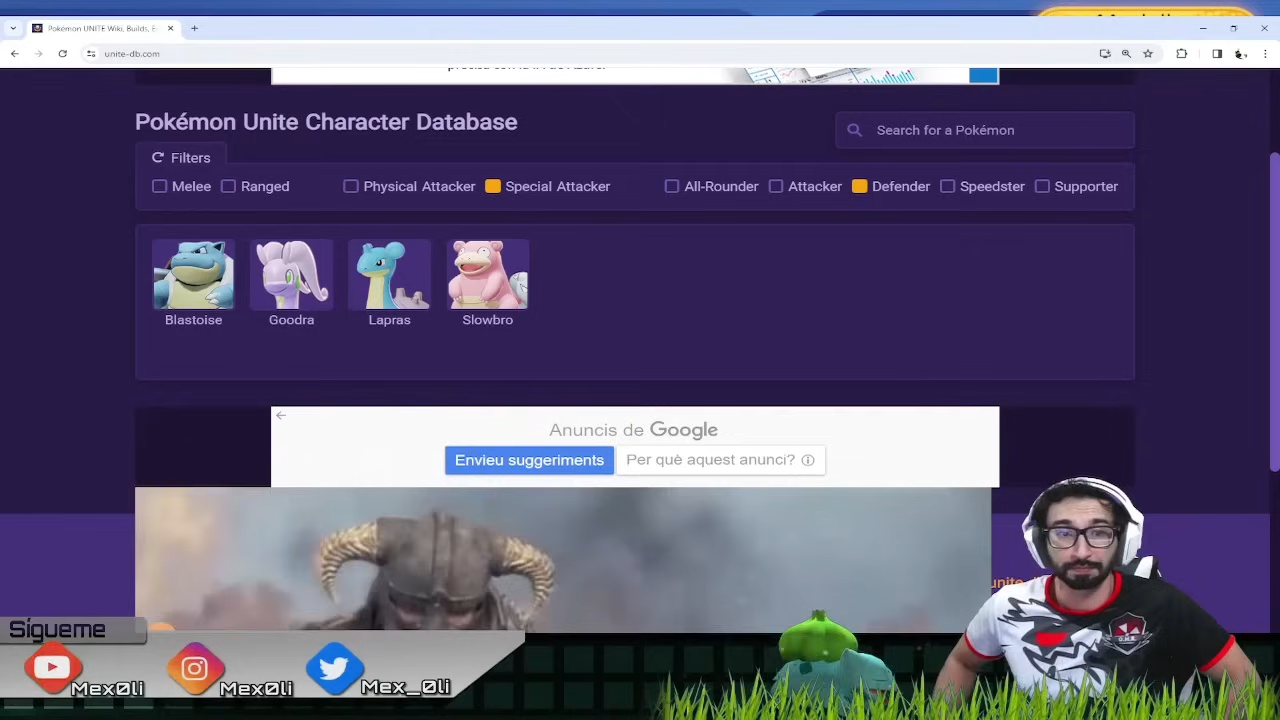 Pokémon UNITE Wiki, Builds, E
unite-db.com
Pokémon Unite Character Database
Search for a Pokémon
Filters
Melee Ranged Physical Attacker Special Attacker All-Rounder Attacker Defender Speedster Supporter
Blastoise Goodra Lapras Slowbro
Anuncis de Google
Envieu suggeriments Per què aquest anunci?
Sígueme
Mex0li Mex0li Mex_0li